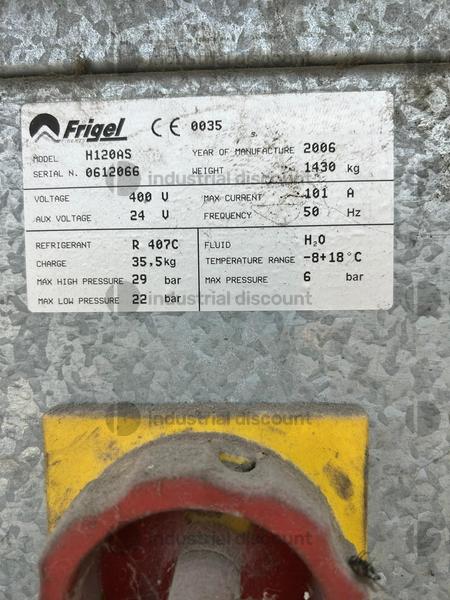 Frigel CE 0035
MODEL H120AS YEAR OF MANUFACTURE 2006
SERIAL N. 0612066 WEIGHT 1430 kg
VOLTAGE 400 V MAX CURRENT 101 A
AUX VOLTAGE 24 V FREQUENCY 50 Hz
REFRIGERANT R 407C FLUID H₂O
CHARGE 35,5kg TEMPERATURE RANGE -8+18°C
MAX HIGH PRESSURE 29 bar MAX PRESSURE 6 bar
MAX LOW PRESSURE 22 bar
industrial discount
industrial discount
industrial discount
industrial discount
industrial discount